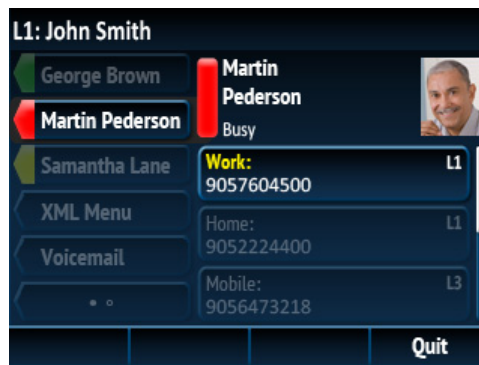 L1: John Smith
George Brown
Martin Pederson
Samantha Lane
XML Menu
Voicemail
Martin
Pederson
Busy
Work: L1
9057604500
Home: L1
9052224400
Mobile: L3
9056473218
Quit